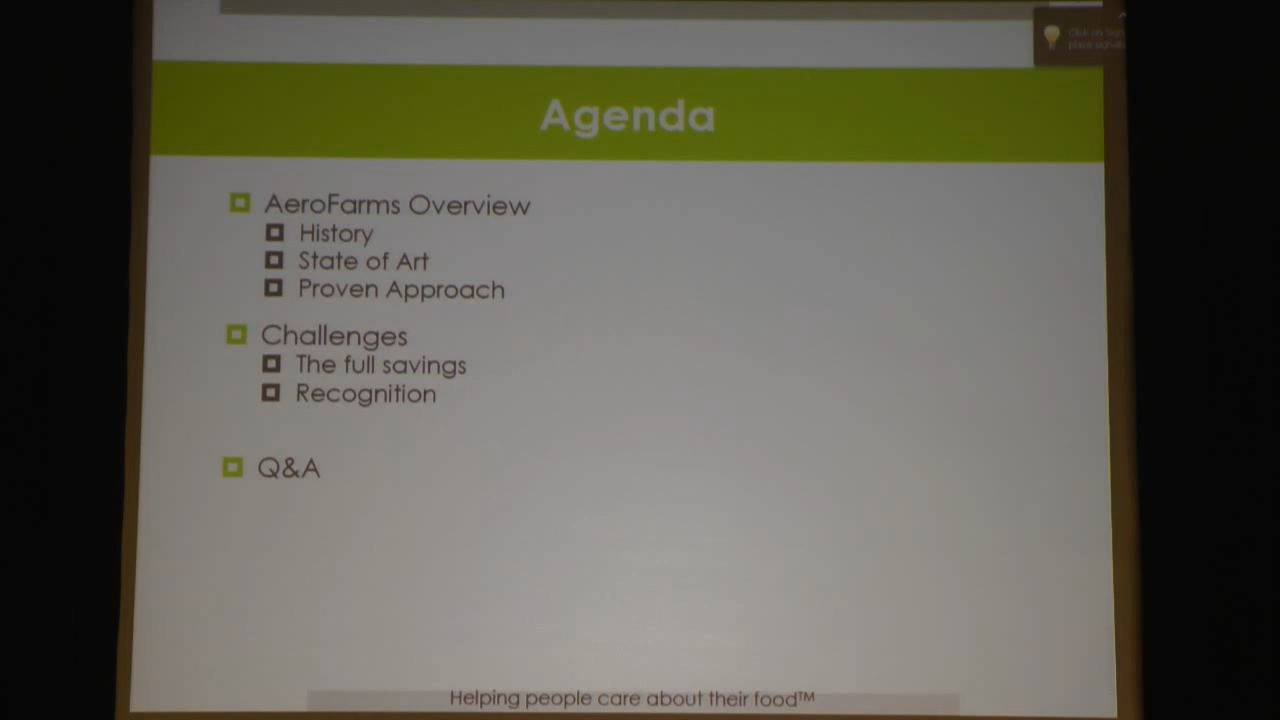 Agenda
AeroFarms Overview
History
State of Art
Proven Approach
Challenges
The full savings
Recognition
Q&A
Helping people care about their food™